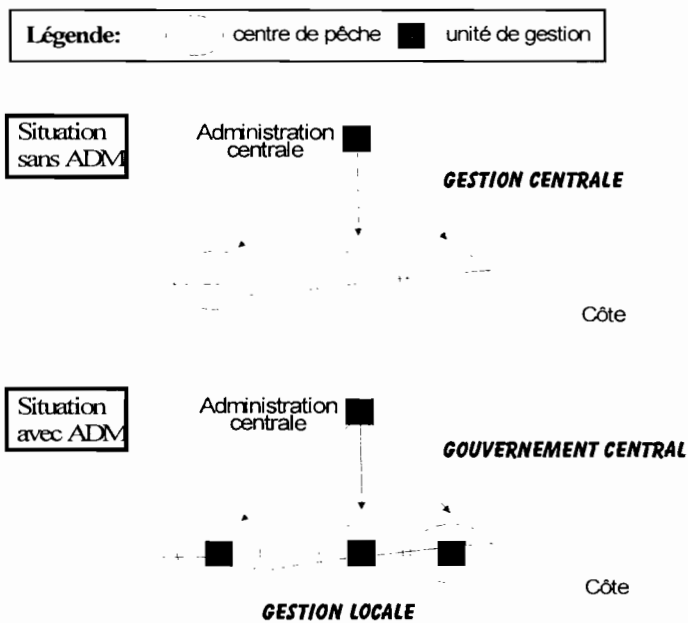 Légende: centre de pêche unité de gestion
Situation
sans ADM
Administration
centrale
GESTION CENTRALE
Côte
Situation
avec ADM
Administration
centrale
GOUVERNEMENT CENTRAL
Côte
GESTION LOCALE